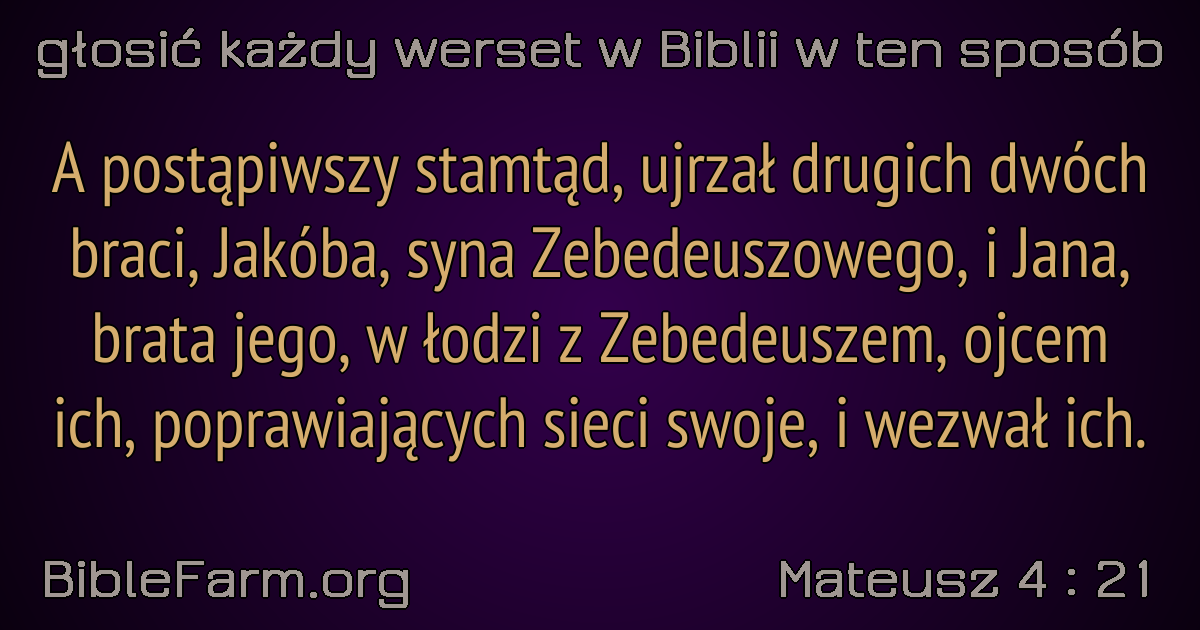 głosić każdy werset w Biblii w ten sposób
A postąpiwszy stamtąd, ujrzał drugich dwóch
braci, Jakóba, syna Zebedeuszowego, i Jana,
brata jego, w łodzi z Zebedeuszem, ojcem
ich, poprawiających sieci swoje, i wezwał ich.
BibleFarm.org
Mateusz 4 : 21